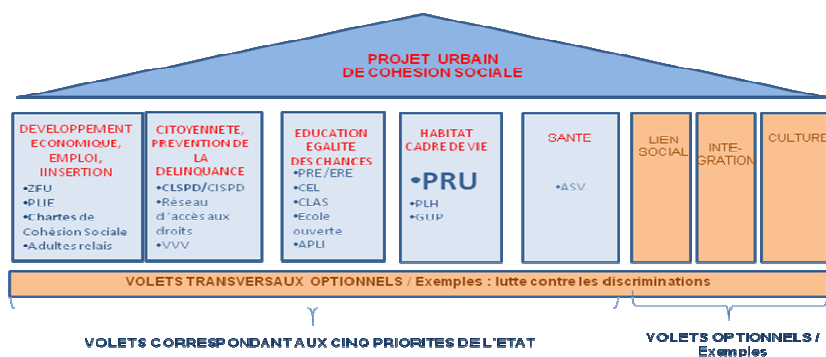 PROJET URBAIN
DE COHESION SOCIALE
DEVELOPPEMENT
ECONOMIQUE,
EMPLOI,
IINSERTION
•ZFU
•PLIE
•Chartes de
Cohésion Sociale
•Adultes relais
CITOYENNETE,
PREVENTION DE
LA
DELINQUANCE
•CLSPD/CISPD
•Réseau
d'accès aux
droits
•VVV
EDUCATION
EGALITE
DES CHANCES
•PRE/ERE
•CEL
•CLAS
•Ecole
ouverte
•APLI
HABITAT
CADRE DE VIE
•PRU
•PLH
•GUP
SANTE
•ASV
LIEN
SOCIAL
INTE-
GRATION
CULTURE
VOLETS TRANSVERSAUX OPTIONNELS / Exemples : lutte contre les discriminations
VOLETS CORRESPONDANT AUX CINQ PRIORITES DE L'ETAT
VOLETS OPTIONNELS /
Exemples